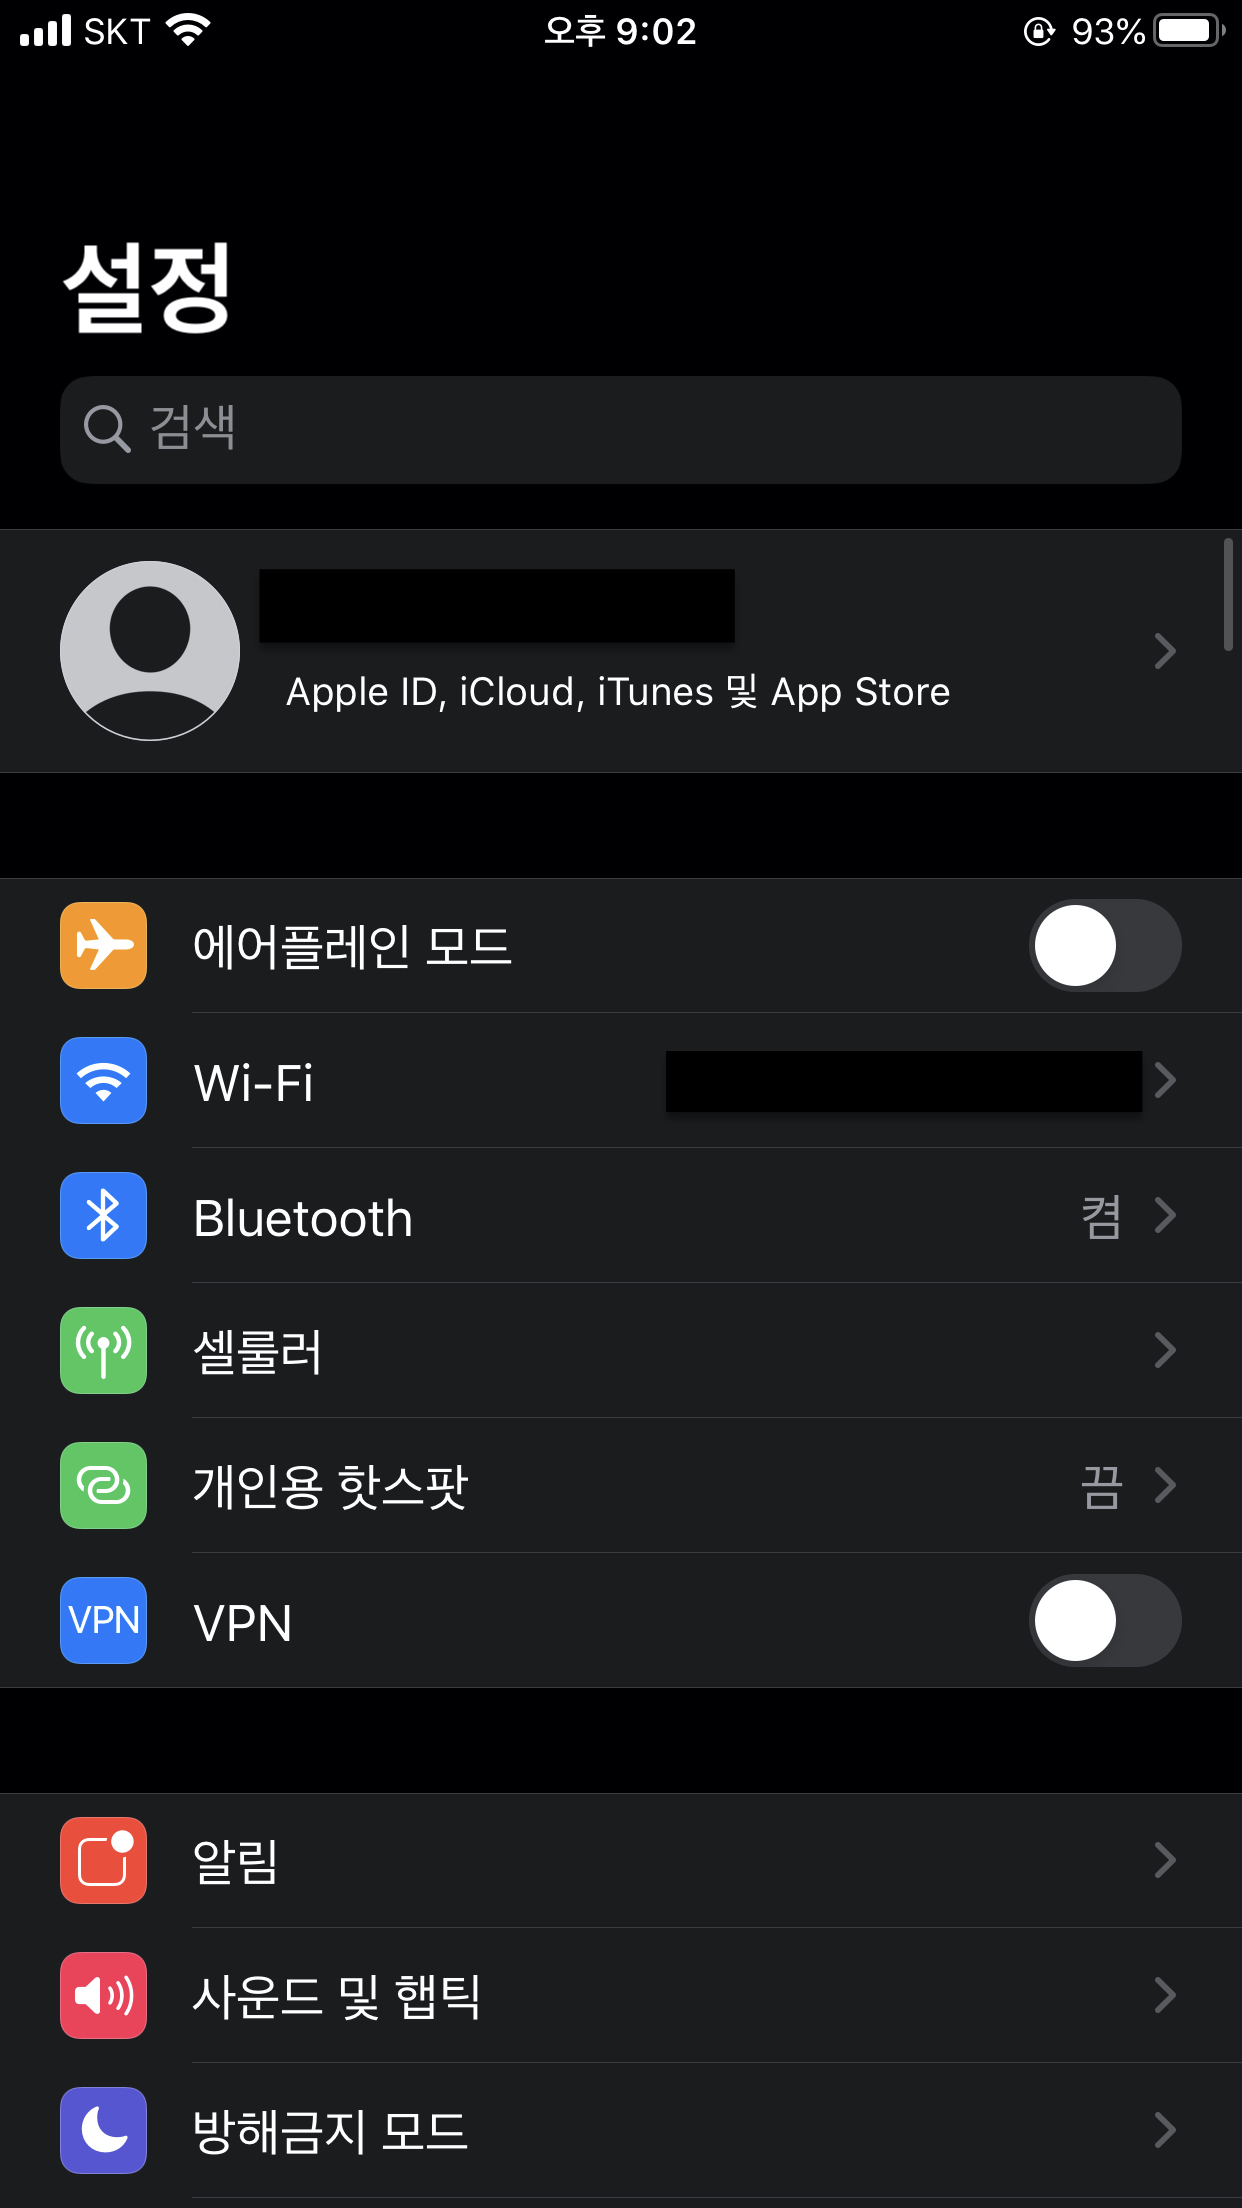 SKT 오후 9:02 93%
설정
검색
Apple ID, iCloud, iTunes 및 App Store
에어플레인 모드
Wi-Fi
Bluetooth 켬
셀룰러
개인용 핫스팟 끔
VPN VPN
알림
사운드 및 햅틱
방해금지 모드